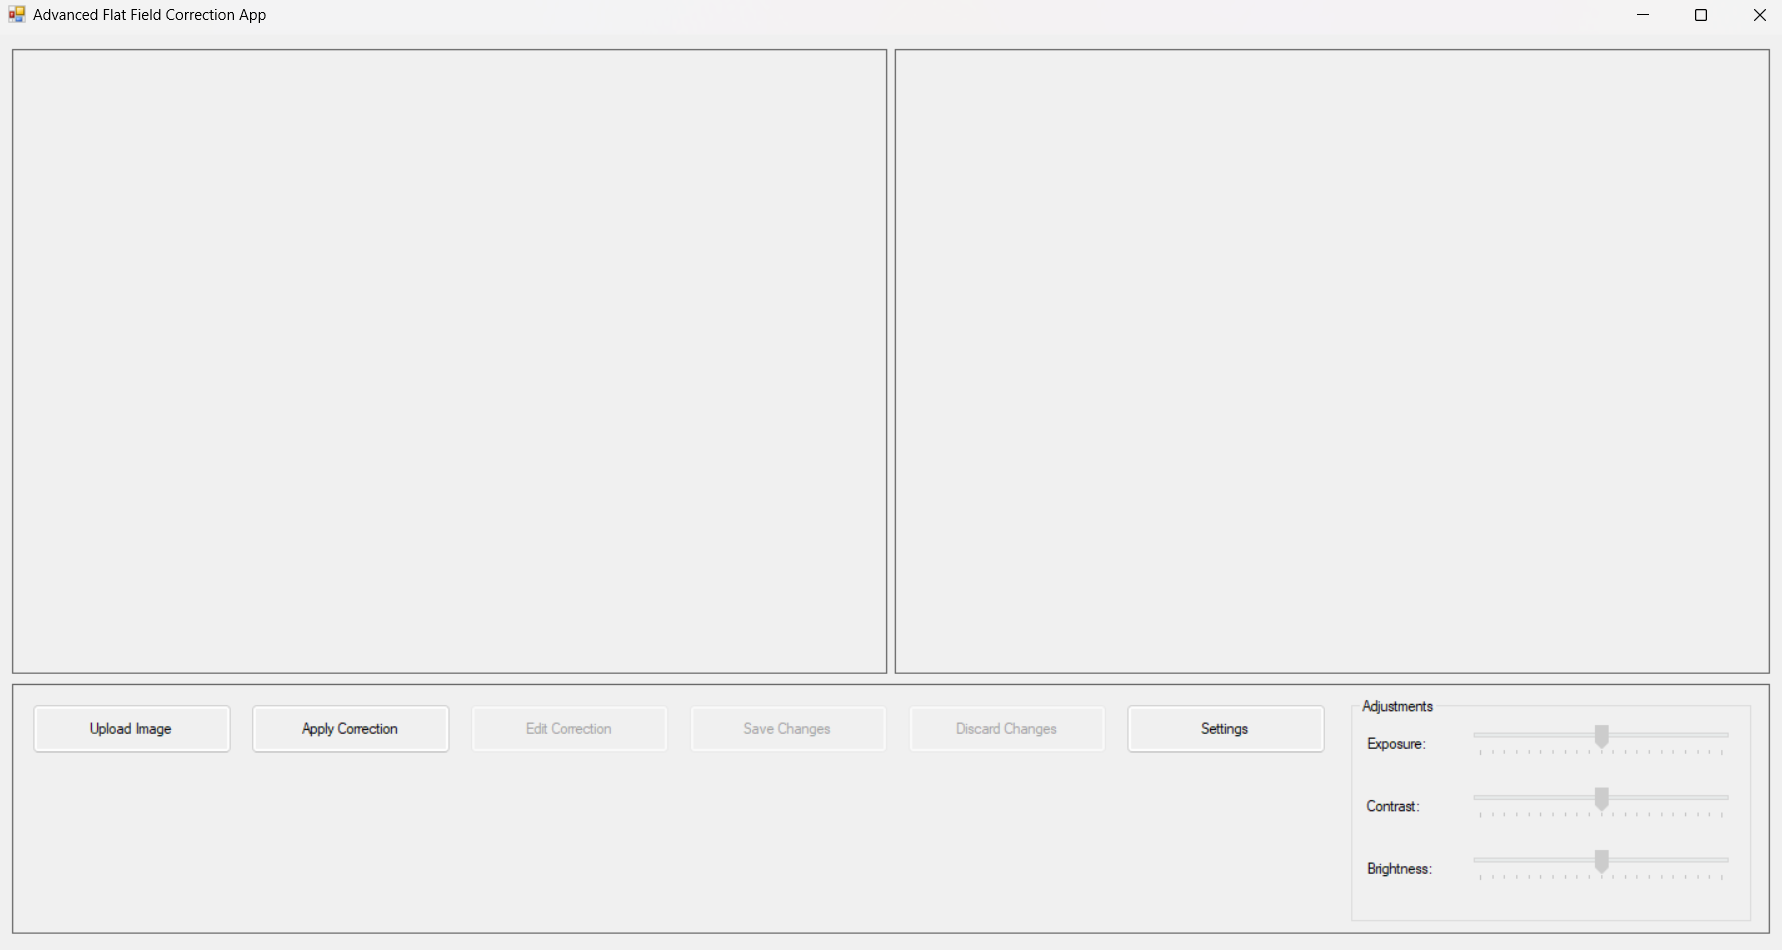 Advanced Flat Field Correction App
Upload Image
Apply Correction
Edit Correction
Save Changes
Discard Changes
Settings
Adjustments
Exposure:
Contrast:
Brightness: